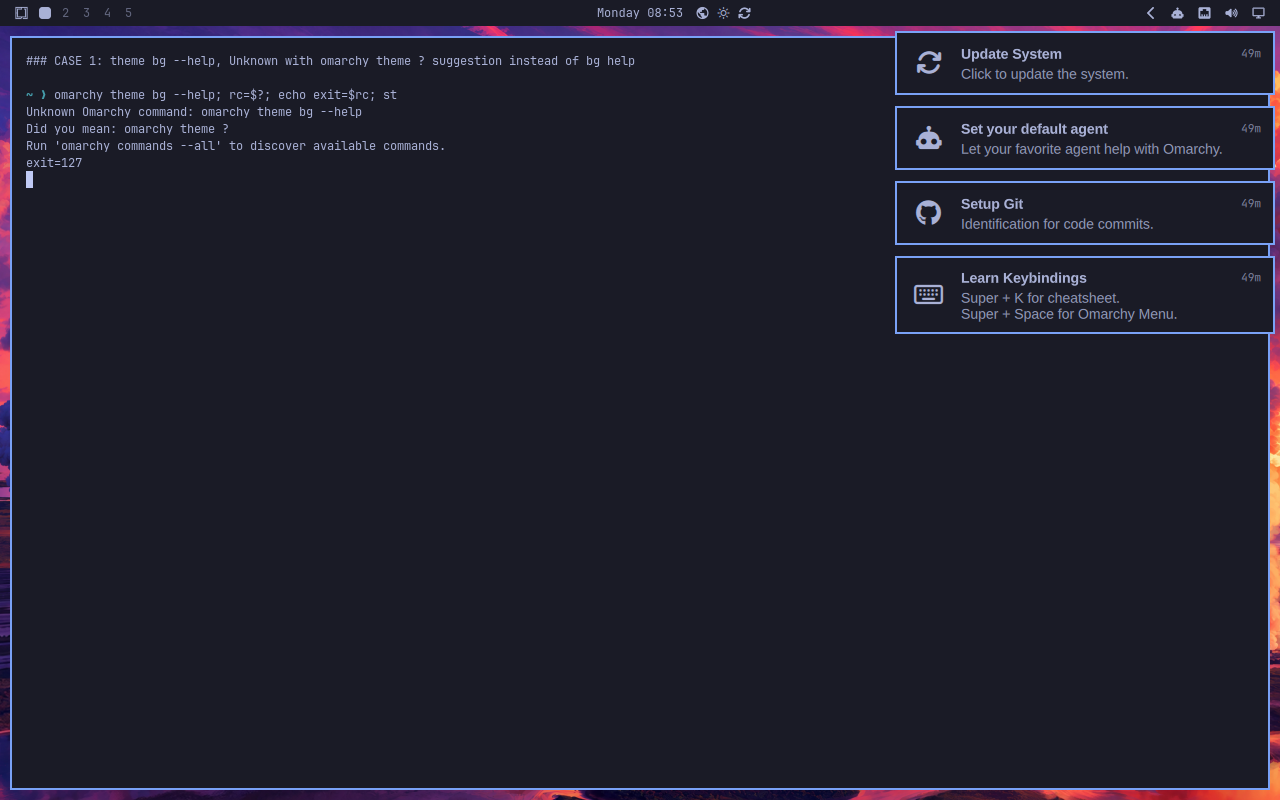 2 3 4 5
Monday 08:53
### CASE 1: theme bg --help, Unknown with omarchy theme ? suggestion instead of bg help
~ ❯ omarchy theme bg --help; rc=$?; echo exit=$rc; st
Unknown Omarchy command: omarchy theme bg --help
Did you mean: omarchy theme ?
Run 'omarchy commands --all' to discover available commands.
exit=127
Update System 49m
Click to update the system.
Set your default agent 49m
Let your favorite agent help with Omarchy.
Setup Git 49m
Identification for code commits.
Learn Keybindings 49m
Super + K for cheatsheet.
Super + Space for Omarchy Menu.